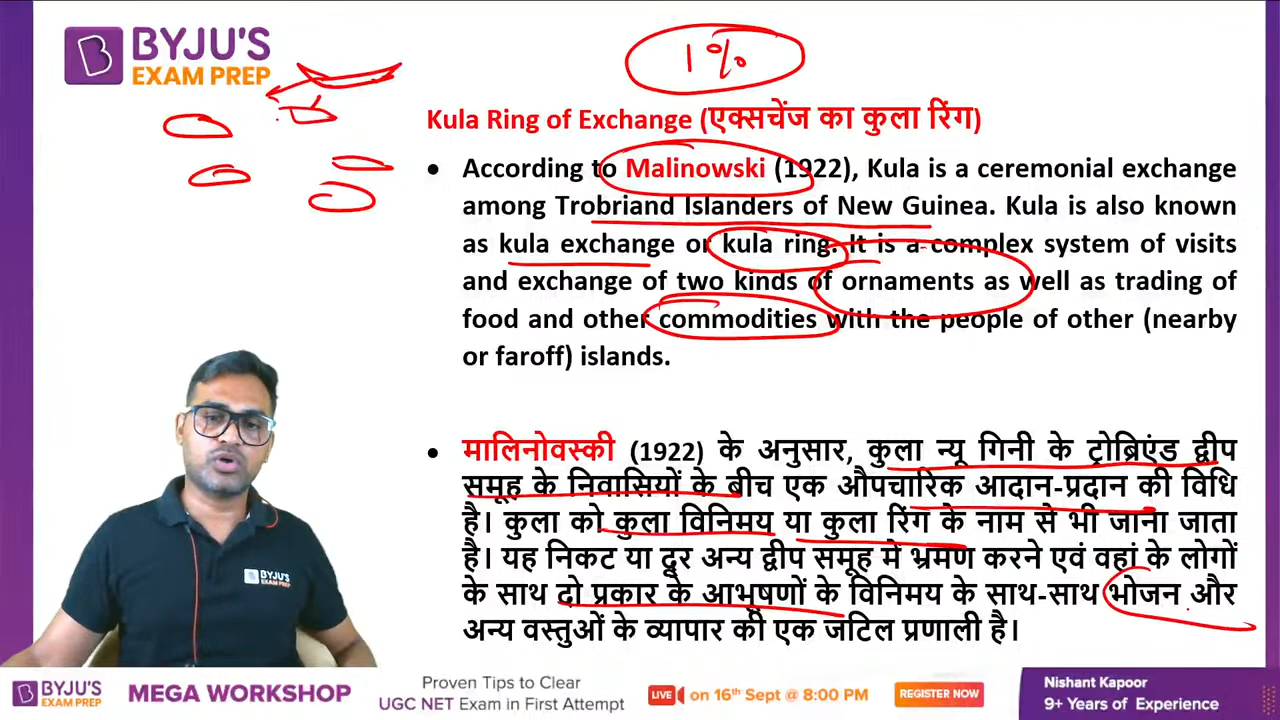 BYJU'S
EXAM PREP
1%
Kula Ring of Exchange (एक्सचेंज का कुला रिंग)
• According to Malinowski (1922), Kula is a ceremonial exchange
among Trobriand Islanders of New Guinea. Kula is also known
as kula exchange or kula ring. It is a complex system of visits
and exchange of two kinds of ornaments as well as trading of
food and other commodities with the people of other (nearby
or faroff) islands.
• मालिनोवस्की (1922) के अनुसार, कुला न्यू गिनी के ट्रोब्रिएंड द्वीप
समूह के निवासियों के बीच एक औपचारिक आदान-प्रदान की विधि
है। कुला को कुला विनिमय या कुला रिंग के नाम से भी जाना जाता
है। यह निकट या दूर अन्य द्वीप समूह में भ्रमण करने एवं वहां के लोगों
के साथ दो प्रकार के आभूषणों के विनिमय के साथ-साथ भोजन और
अन्य वस्तुओं के व्यापार की एक जटिल प्रणाली है।
BYJU'S
EXAM PREP
BYJU'S
EXAM PREP
MEGA WORKSHOP
Proven Tips to Clear
UGC NET Exam in First Attempt
LIVE on 16th Sept @ 8:00 PM
REGISTER NOW
Nishant Kapoor
9+ Years of Experience